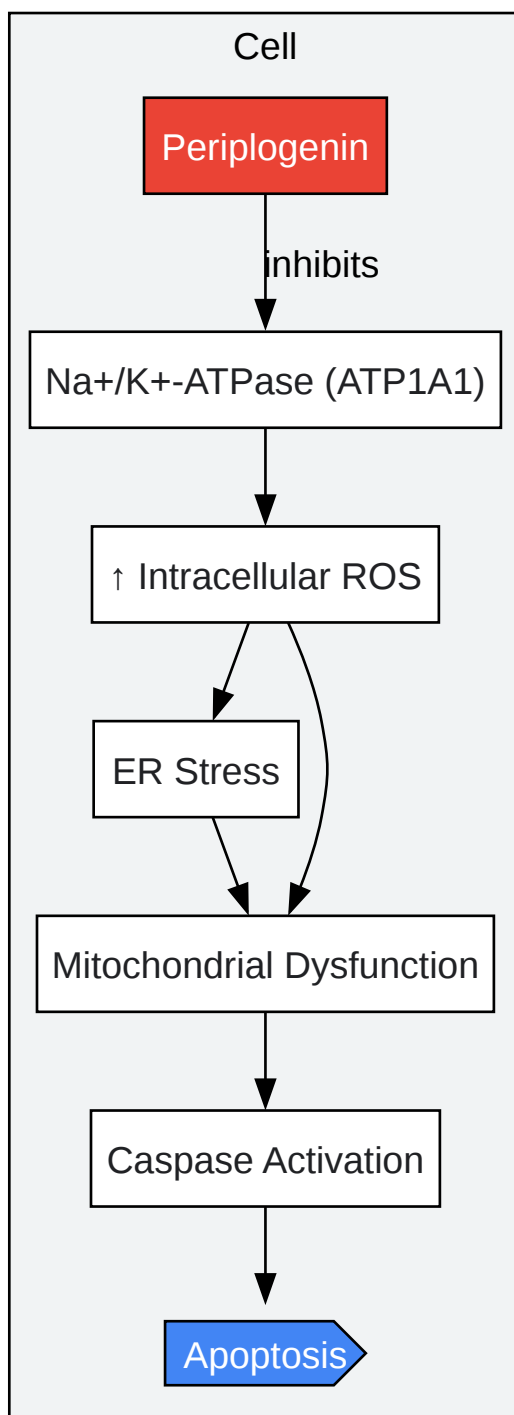 Cell
Periplogenin
inhibits
Na+/K+-ATPase (ATP1A1)
↑ Intracellular ROS
ER Stress
Mitochondrial Dysfunction
Caspase Activation
Apoptosis